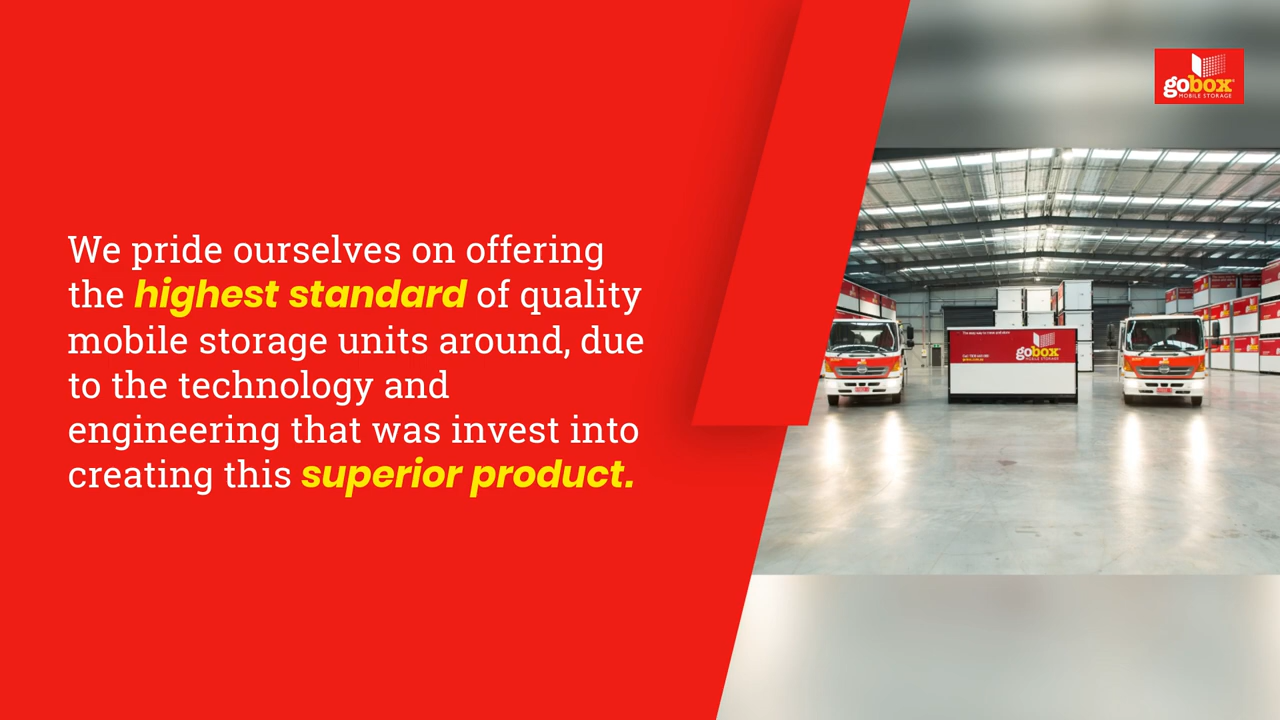 We pride ourselves on offering
the highest standard of quality
mobile storage units around, due
to the technology and
engineering that was invest into
creating this superior product.
gobox
MOBILE STORAGE
gobox
MOBILE STORAGE